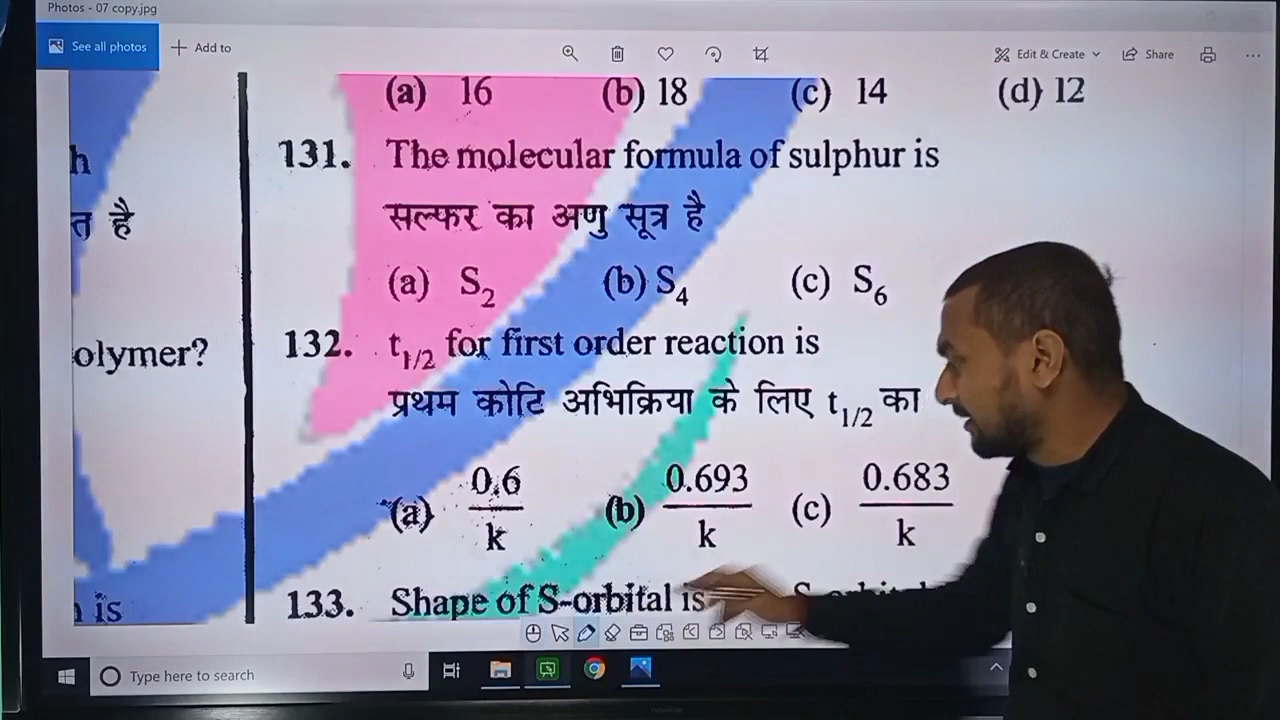 Photos - 07 copy.jpg
See all photos
Add to
Edit & Create
Share
(a) 16 (b) 18 (c) 14 (d) 12
h
131. The molecular formula of sulphur is
त है
सल्फर का अणु सूत्र है
(a) S₂ (b) S₄ (c) S₆
olymer?
132. t₁/₂ for first order reaction is
प्रथम कोटि अभिक्रिया के लिए t₁/₂ का
(a) 0.6/k (b) 0.693/k (c) 0.683/k
is
133. Shape of S-orbital is
Type here to search